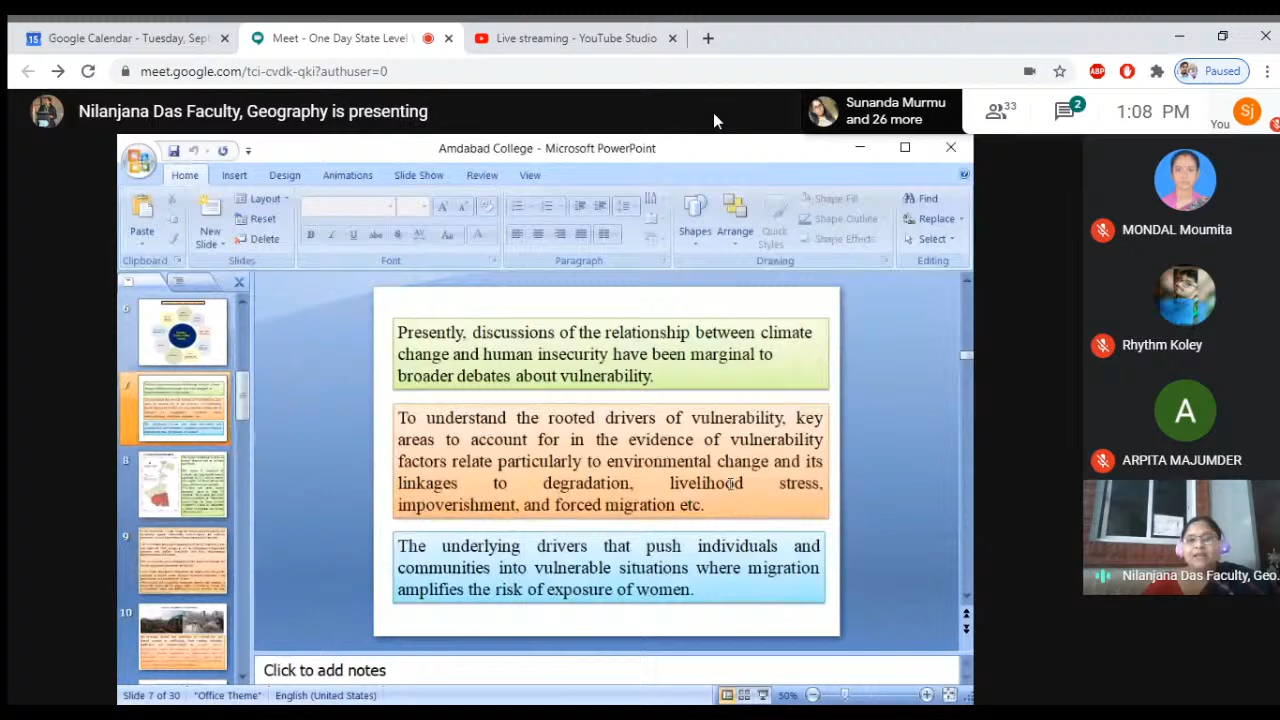 Google Calendar - Tuesday, Sept
Meet - One Day State Level
Live streaming - YouTube Studio
meet.google.com/tci-cvdk-qki?authuser=0
ABP
Paused
Nilanjana Das Faculty, Geography is presenting
Sunanda Murmu
and 26 more
33
2
1:08 PM
You
Sj
Amdabad College - Microsoft PowerPoint
Home Insert Design Animations Slide Show Review View
Paste
New
Slide
Layout
Reset
Delete
Shapes
Arrange
Quick
Styles
Shape Fill
Shape Outline
Shape Effects
Find
Replace
Select
Clipboard Slides Font Paragraph Drawing Editing
8
9
10
Presently, discussions of the relationship between climate
change and human insecurity have been marginal to
broader debates about vulnerability.
To understand the root drivers of vulnerability, key
areas to account for in the evidence of vulnerability
factors relate particularly to environmental change and its
linkages to degradation, livelihood stress,
impoverishment, and forced migration etc.
The underlying drivers that push individuals and
communities into vulnerable situations where migration
amplifies the risk of exposure of women.
Click to add notes
Slide 7 of 30 "Office Theme" English (United States) 50%
MONDAL Moumita
Rhythm Koley
A
ARPITA MAJUMDER
Nilanjana Das Faculty, Geo...